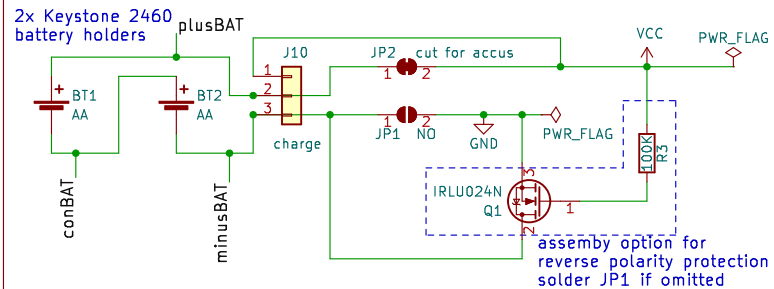 2x Keystone 2460
battery holders
plusBAT
J10
JP2
cut for accus
VCC
PWR_FLAG
1
2
3
1
2
+
BT1
AA
+
BT2
AA
charge
1
2
JP1
NO
GND
PWR_FLAG
100K
R3
conBAT
minusBAT
IRLU024N
Q1
3
1
2
assemby option for
reverse polarity protection
solder JP1 if omitted